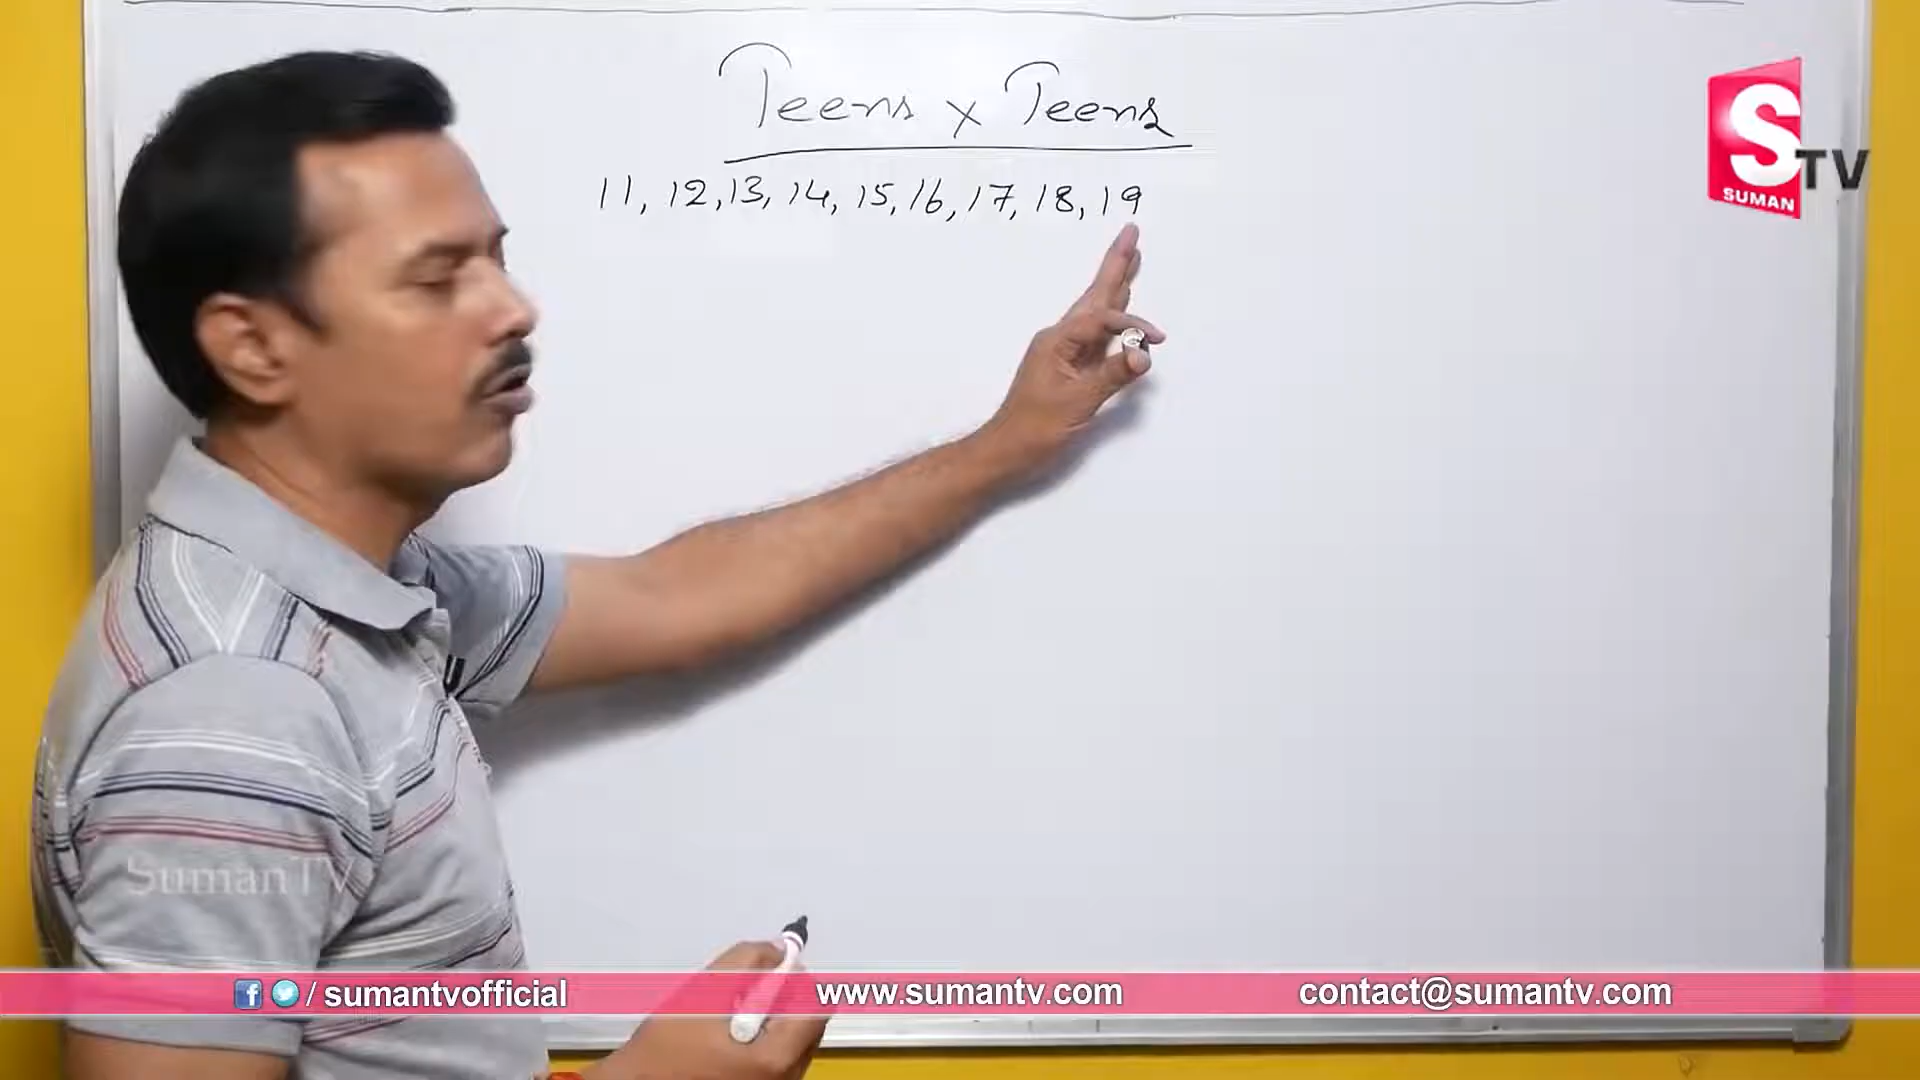 Teens x Teens
11, 12, 13, 14, 15, 16, 17, 18, 19
S TV
SUMAN
SumanTV
/ sumantvofficial
www.sumantv.com
contact@sumantv.com